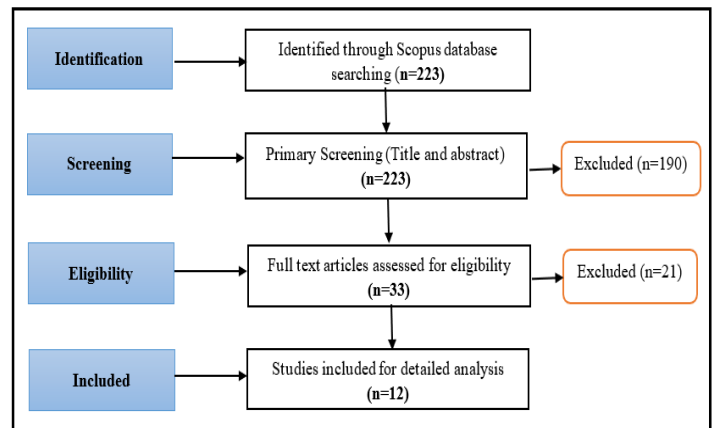 Identification
Identified through Scopus database
searching (n=223)
Screening
Primary Screening (Title and abstract)
(n=223)
Excluded (n=190)
Eligibility
Full text articles assessed for eligibility
(n=33)
Excluded (n=21)
Included
Studies included for detailed analysis
(n=12)